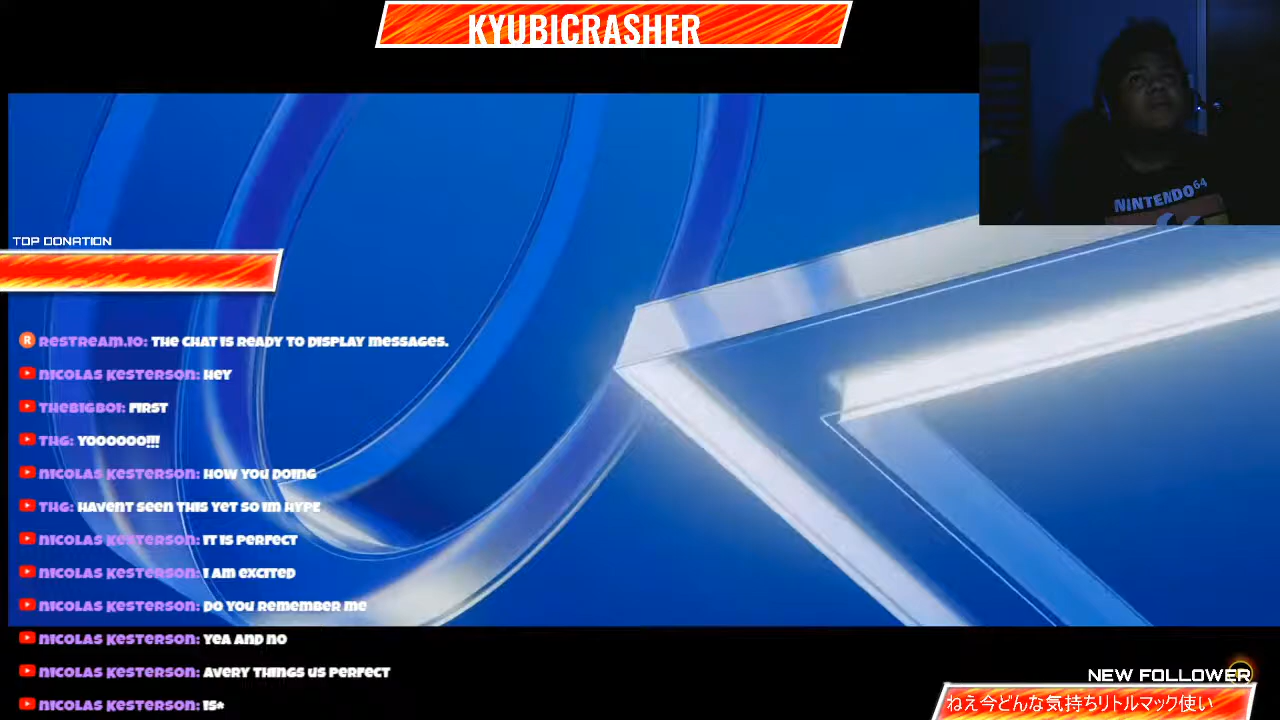 KYUBICRASHER
NINTENDO64
TOP DONATION
Restream.io: The chat is ready to display messages.
Nicolas Kesterson: Hey
TheB1gBo1: First
THG: Yoooooo!!!
Nicolas Kesterson: How you doing
THG: Havent seen this yet so im hype
Nicolas Kesterson: It is perfect
Nicolas Kesterson: I am excited
Nicolas Kesterson: Do you remember me
Nicolas Kesterson: Yea and no
Nicolas Kesterson: Avery things us perfect
Nicolas Kesterson: Is*
NEW FOLLOWER
ねえ今どんな気持ちリトルマック使い